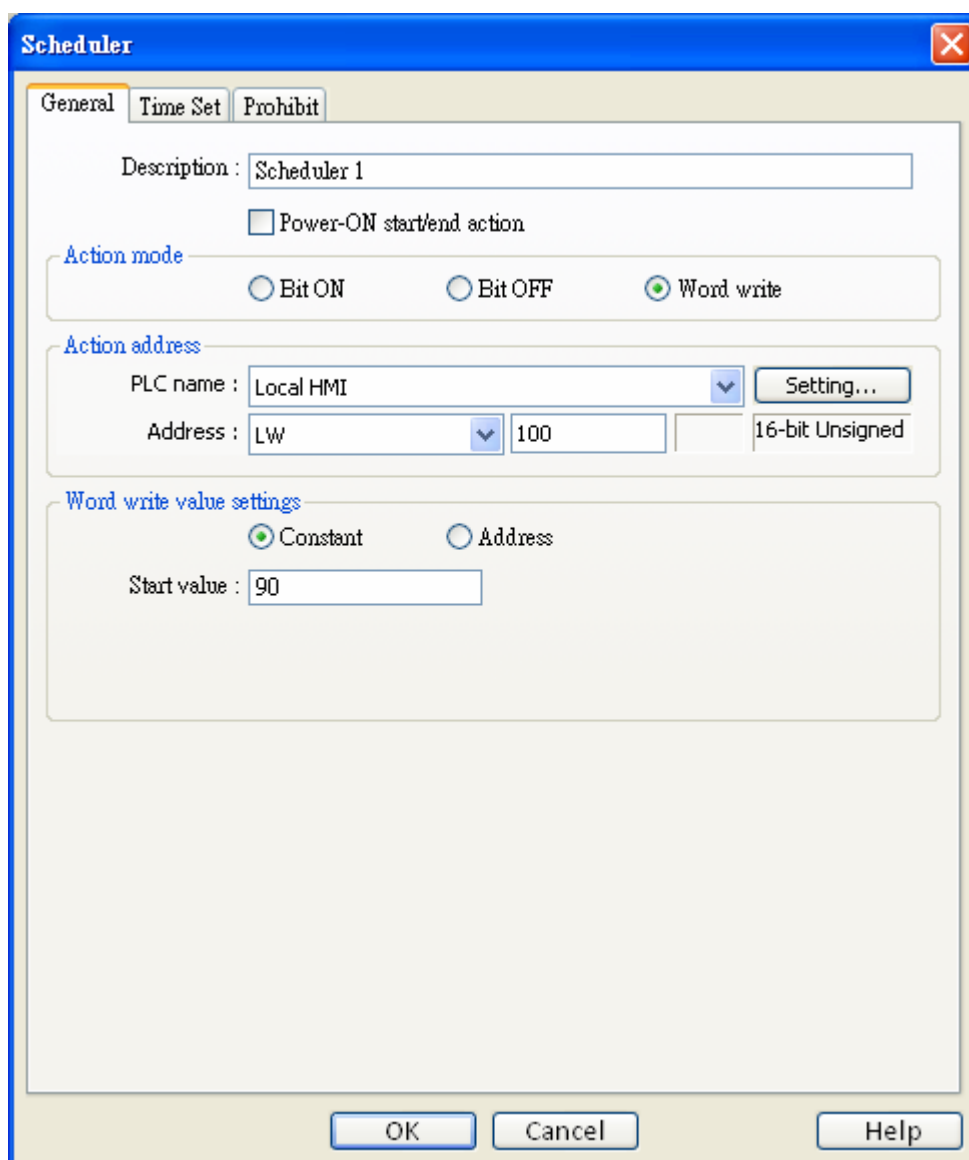 Scheduler
General Time Set Prohibit
Description : Scheduler 1
Power-ON start/end action
Action mode
Bit ON Bit OFF Word write
Action address
PLC name : Local HMI Setting...
Address : LW 100 16-bit Unsigned
Word write value settings
Constant Address
Start value : 90
OK Cancel Help